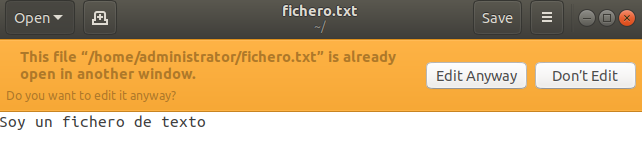 Open
fichero.txt
~/
Save
This file “/home/administrator/fichero.txt” is already
open in another window.
Do you want to edit it anyway?
Edit Anyway
Don’t Edit
Soy un fichero de texto